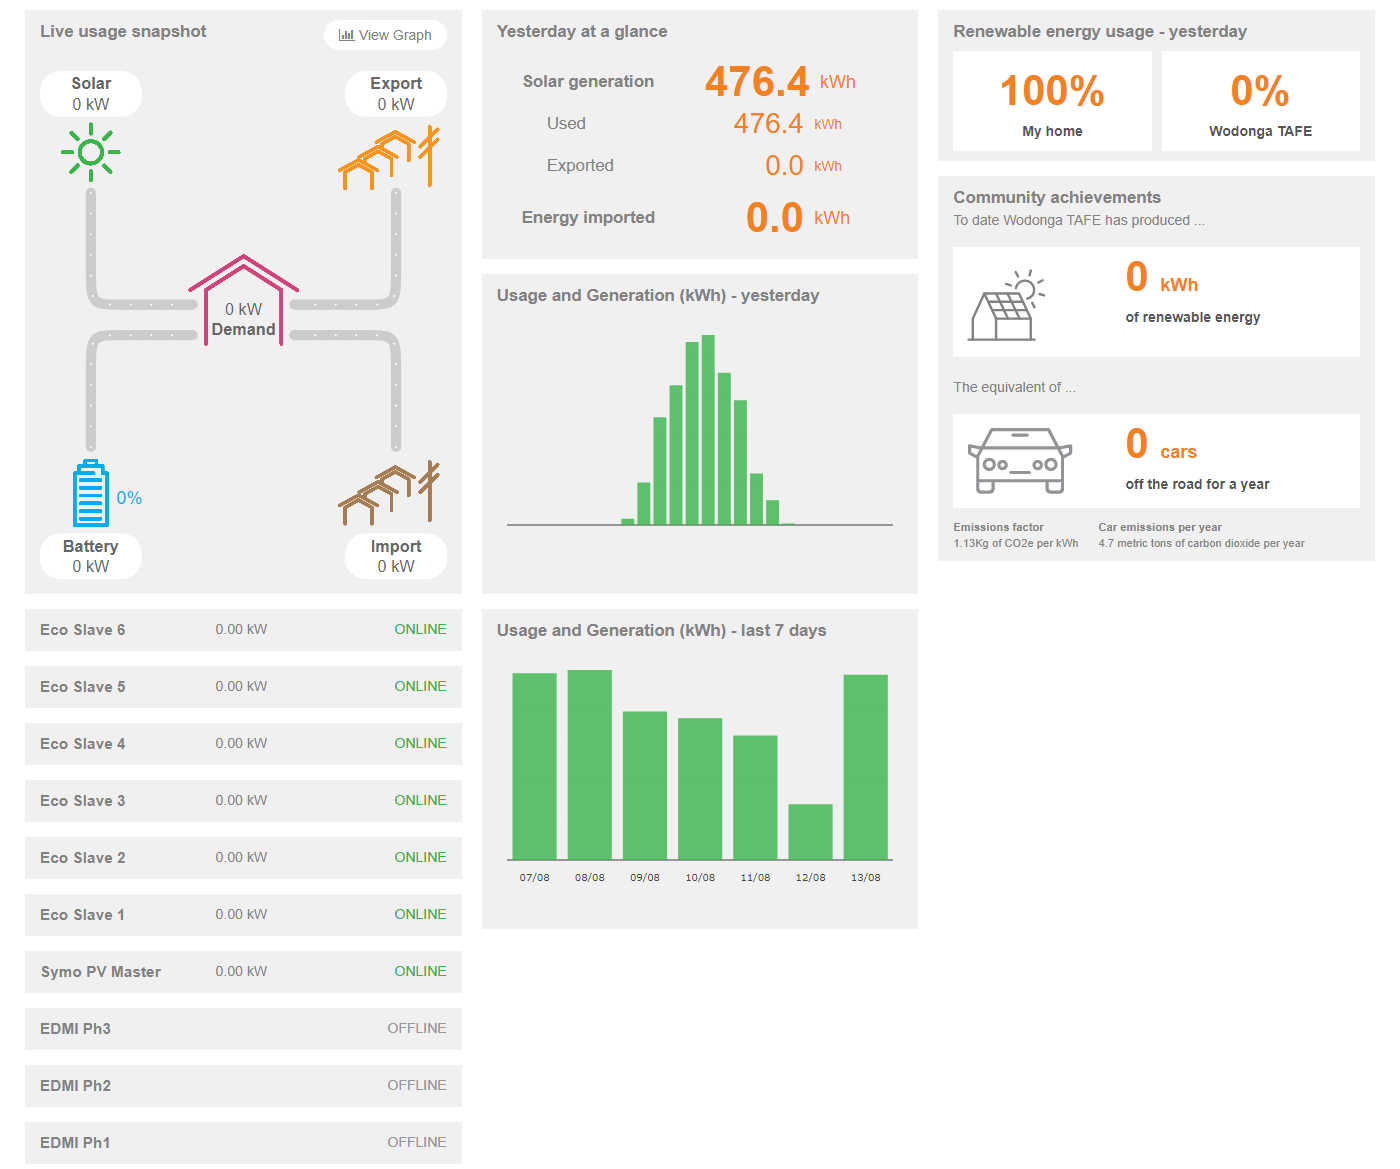 Live usage snapshot
View Graph
Solar
0 kW
Export
0 kW
0 kW
Demand
0%
Battery
0 kW
Import
0 kW
Eco Slave 6 0.00 kW ONLINE
Eco Slave 5 0.00 kW ONLINE
Eco Slave 4 0.00 kW ONLINE
Eco Slave 3 0.00 kW ONLINE
Eco Slave 2 0.00 kW ONLINE
Eco Slave 1 0.00 kW ONLINE
Symo PV Master 0.00 kW ONLINE
EDMI Ph3 OFFLINE
EDMI Ph2 OFFLINE
EDMI Ph1 OFFLINE
Yesterday at a glance
Solar generation 476.4 kWh
Used 476.4 kWh
Exported 0.0 kWh
Energy imported 0.0 kWh
Usage and Generation (kWh) - yesterday
Usage and Generation (kWh) - last 7 days
07/08 08/08 09/08 10/08 11/08 12/08 13/08
Renewable energy usage - yesterday
100%
My home
0%
Wodonga TAFE
Community achievements
To date Wodonga TAFE has produced ...
0 kWh
of renewable energy
The equivalent of ...
0 cars
off the road for a year
Emissions factor
1.13Kg of CO2e per kWh
Car emissions per year
4.7 metric tons of carbon dioxide per year